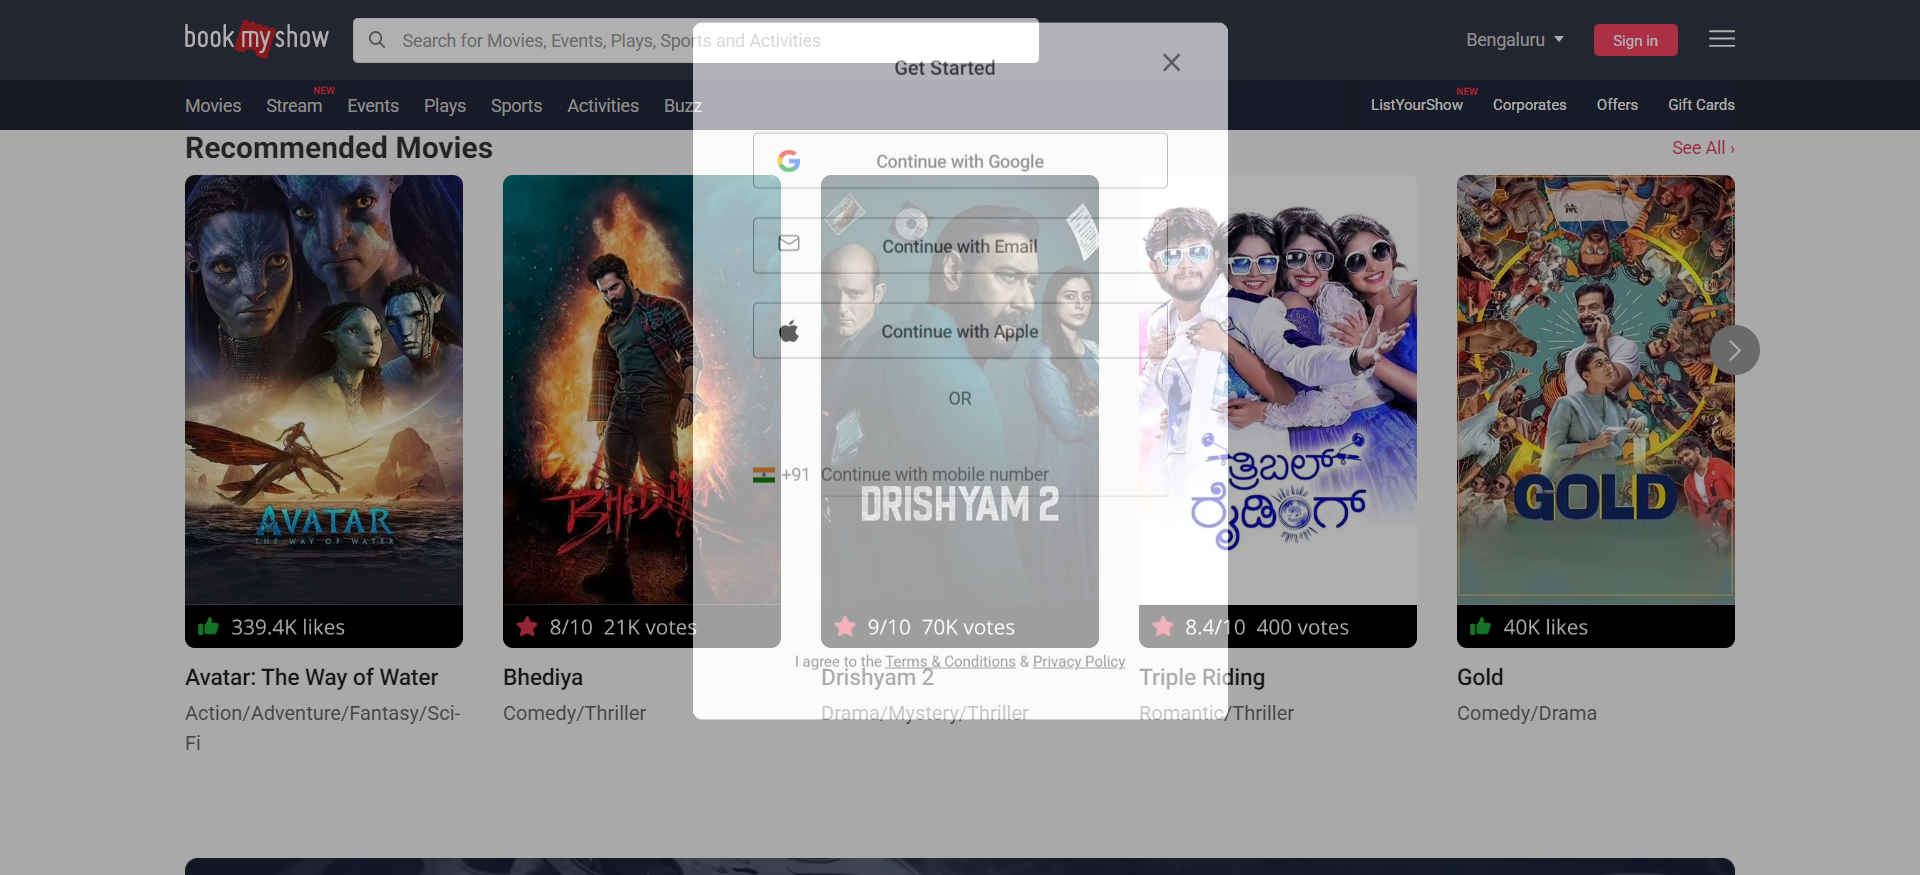 bookmyshow
Search for Movies, Events, Plays, Sports and Activities
Bengaluru
Sign in
Get Started
Movies
Stream
NEW
Events
Plays
Sports
Activities
Buzz
ListYourShow
NEW
Corporates
Offers
Gift Cards
Recommended Movies
See All ›
Continue with Google
Continue with Email
Continue with Apple
OR
+91
Continue with mobile number
AVATAR
THE WAY OF WATER
BHEDIYA
DRISHYAM 2
ತ್ರಿಬಲ್
ರೈಡಿಂಗ್
GOLD
339.4K likes
8/10 21K votes
9/10 70K votes
8.4/10 400 votes
40K likes
I agree to the Terms & Conditions & Privacy Policy
Avatar: The Way of Water
Action/Adventure/Fantasy/Sci-
Fi
Bhediya
Comedy/Thriller
Drishyam 2
Drama/Mystery/Thriller
Triple Riding
Romantic/Thriller
Gold
Comedy/Drama